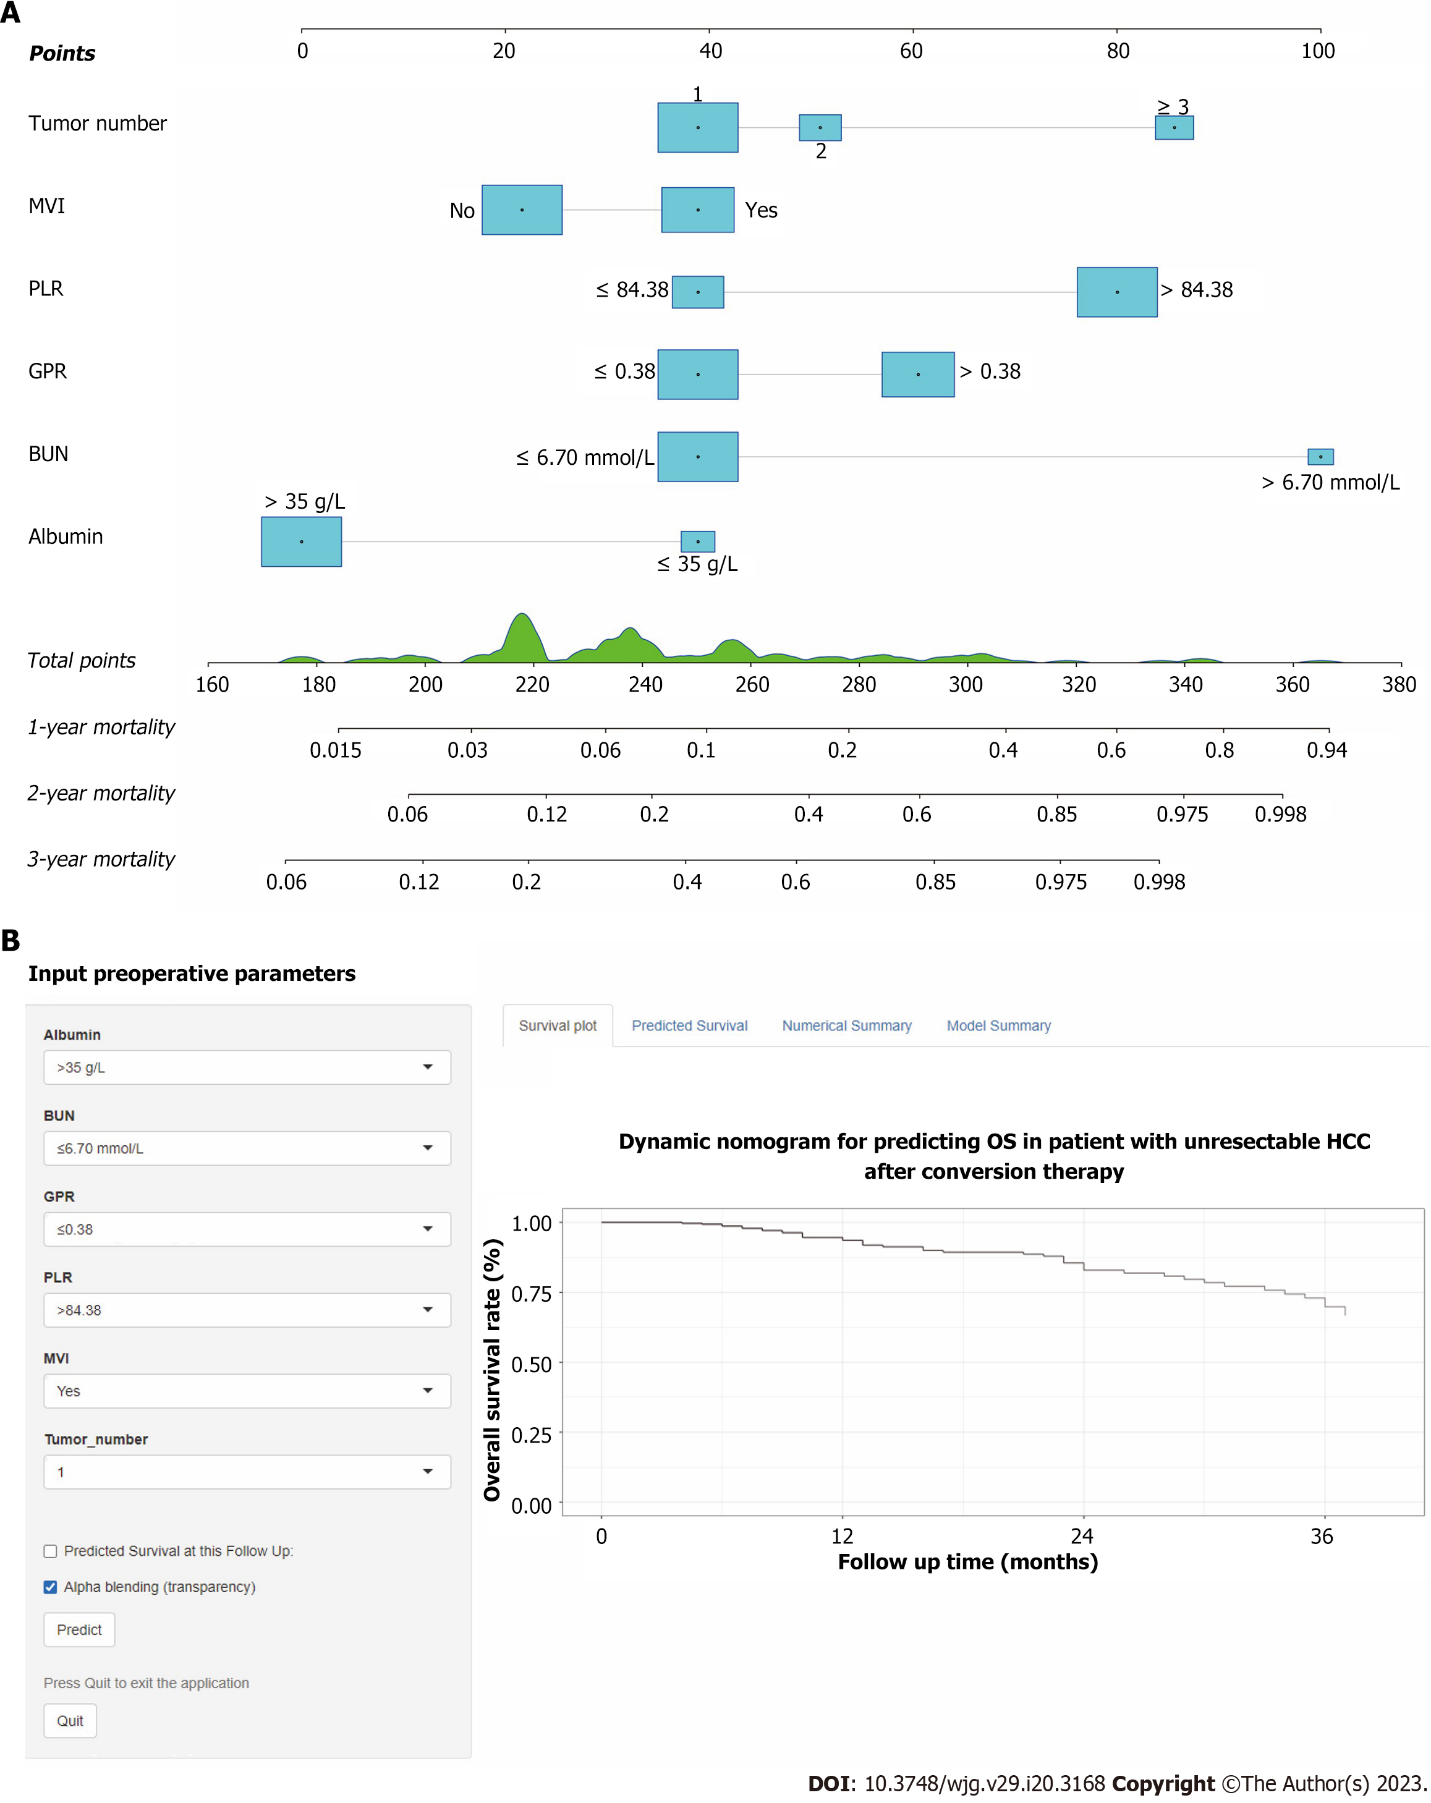 A
Points
0 20 40 60 80 100
Tumor number
1
2
≥ 3
MVI
No
Yes
PLR
≤ 84.38
> 84.38
GPR
≤ 0.38
> 0.38
BUN
≤ 6.70 mmol/L
> 6.70 mmol/L
Albumin
> 35 g/L
≤ 35 g/L
Total points
160 180 200 220 240 260 280 300 320 340 360 380
1-year mortality
0.015 0.03 0.06 0.1 0.2 0.4 0.6 0.8 0.94
2-year mortality
0.06 0.12 0.2 0.4 0.6 0.85 0.975 0.998
3-year mortality
0.06 0.12 0.2 0.4 0.6 0.85 0.975 0.998
B
Input preoperative parameters
Albumin
>35 g/L
BUN
≤6.70 mmol/L
GPR
≤0.38
PLR
>84.38
MVI
Yes
Tumor_number
1
Predicted Survival at this Follow Up:
Alpha blending (transparency)
Predict
Press Quit to exit the application
Quit
Survival plot Predicted Survival Numerical Summary Model Summary
Dynamic nomogram for predicting OS in patient with unresectable HCC
after conversion therapy
Overall survival rate (%)
1.00
0.75
0.50
0.25
0.00
0 12 24 36
Follow up time (months)
DOI: 10.3748/wjg.v29.i20.3168 Copyright ©The Author(s) 2023.